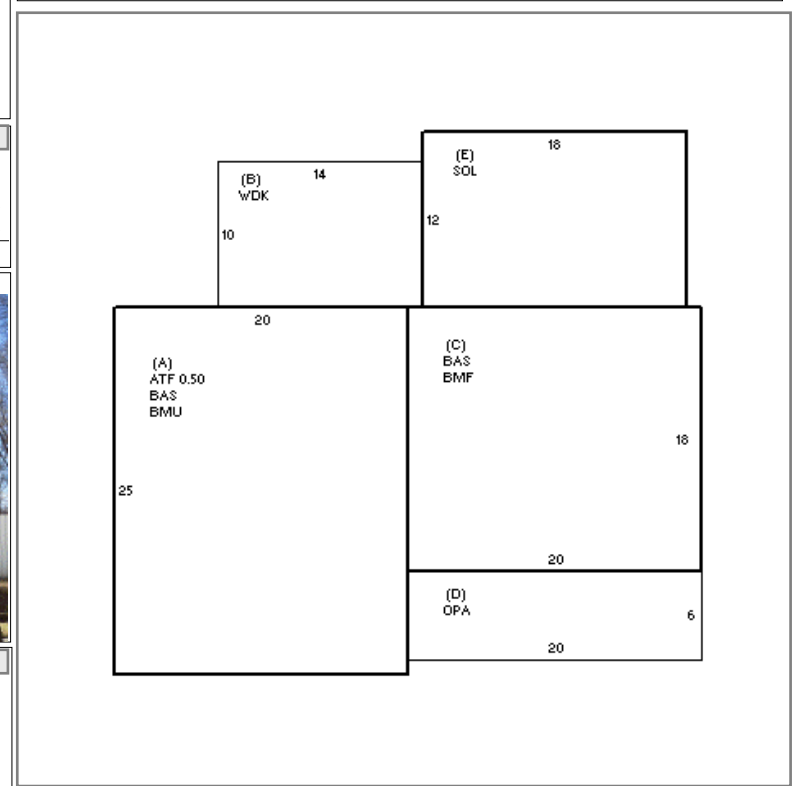 18
(E)
SOL
12
(B)
WDK
14
10
20
(A)
ATF 0.50
BAS
BMU
25
(C)
BAS
BMF
18
20
(D)
OPA
6
20